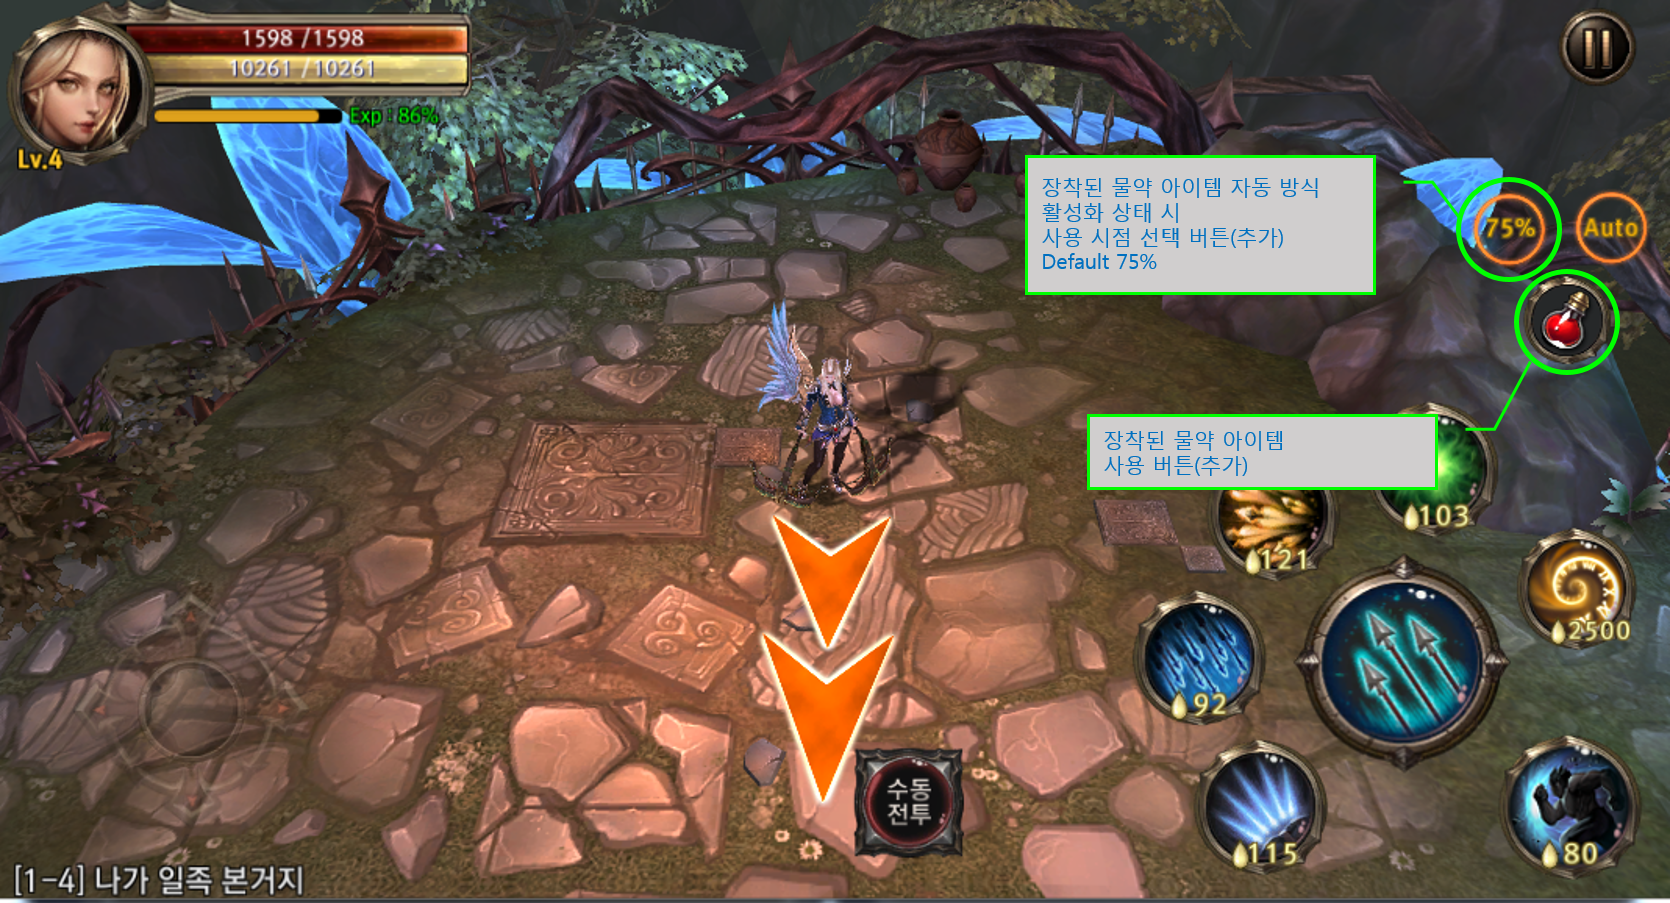 1598 /1598
10261 /10261
Exp : 86%
Lv.4
장착된 물약 아이템 자동 방식
활성화 상태 시
사용 시점 선택 버튼(추가)
Default 75%
75%
Auto
장착된 물약 아이템
사용 버튼(추가)
103
121
2500
92
수동
전투
115
80
[1-4] 나가 일족 본거지